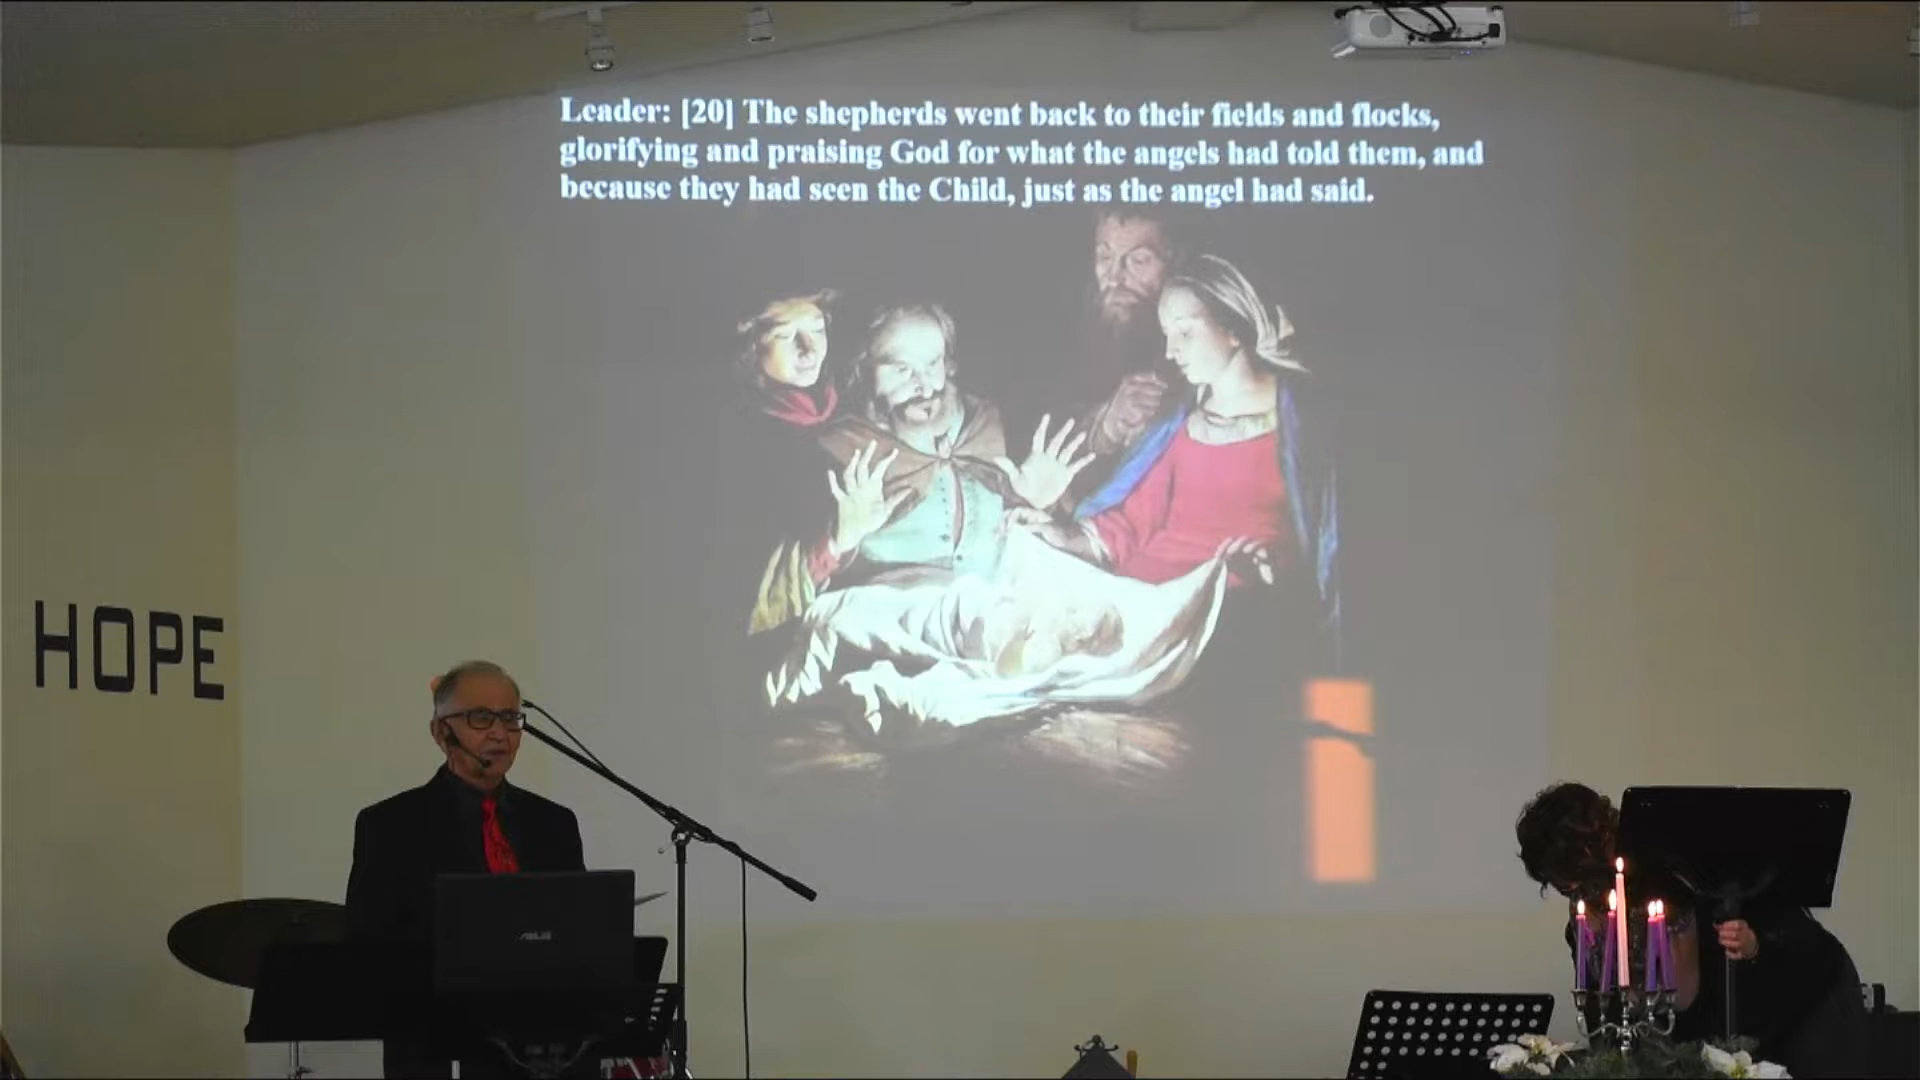 Leader: [20] The shepherds went back to their fields and flocks,
glorifying and praising God for what the angels had told them, and
because they had seen the Child, just as the angel had said.
HOPE
ASUS